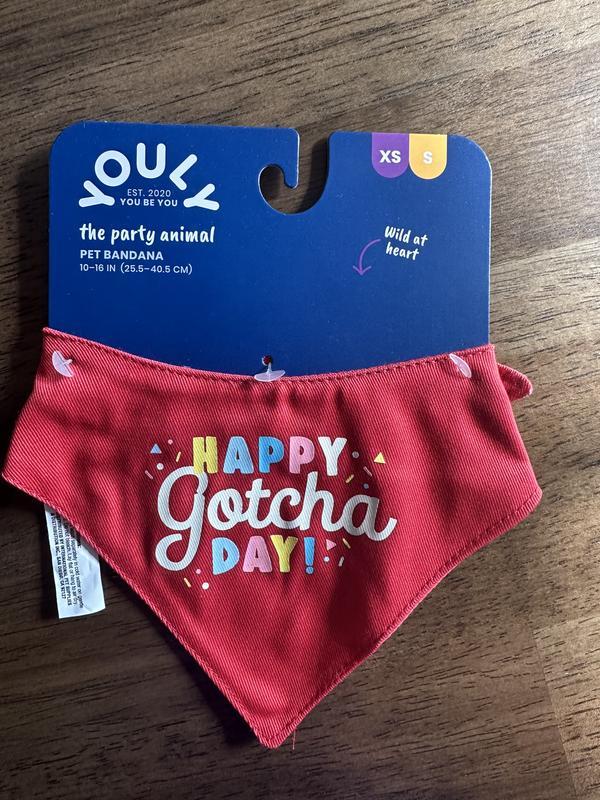 YOULY
EST. 2020
YOU BE YOU
the party animal
PET BANDANA
10–16 IN (25.5–40.5 CM)
XS S
Wild at
heart
HAPPY
gotcha
DAY!